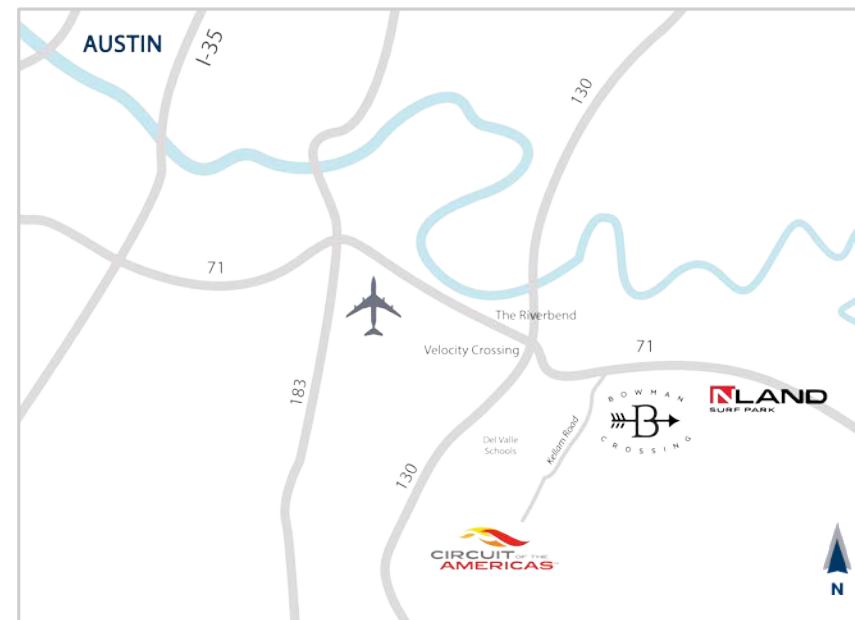 AUSTIN
I-35
130
71
The Riverbend
Velocity Crossing
71
183
BOWMAN
B
CROSSING
NLAND
SURF PARK
Del Valle
Schools
Kellam Road
130
CIRCUIT OF THE
AMERICAS
N